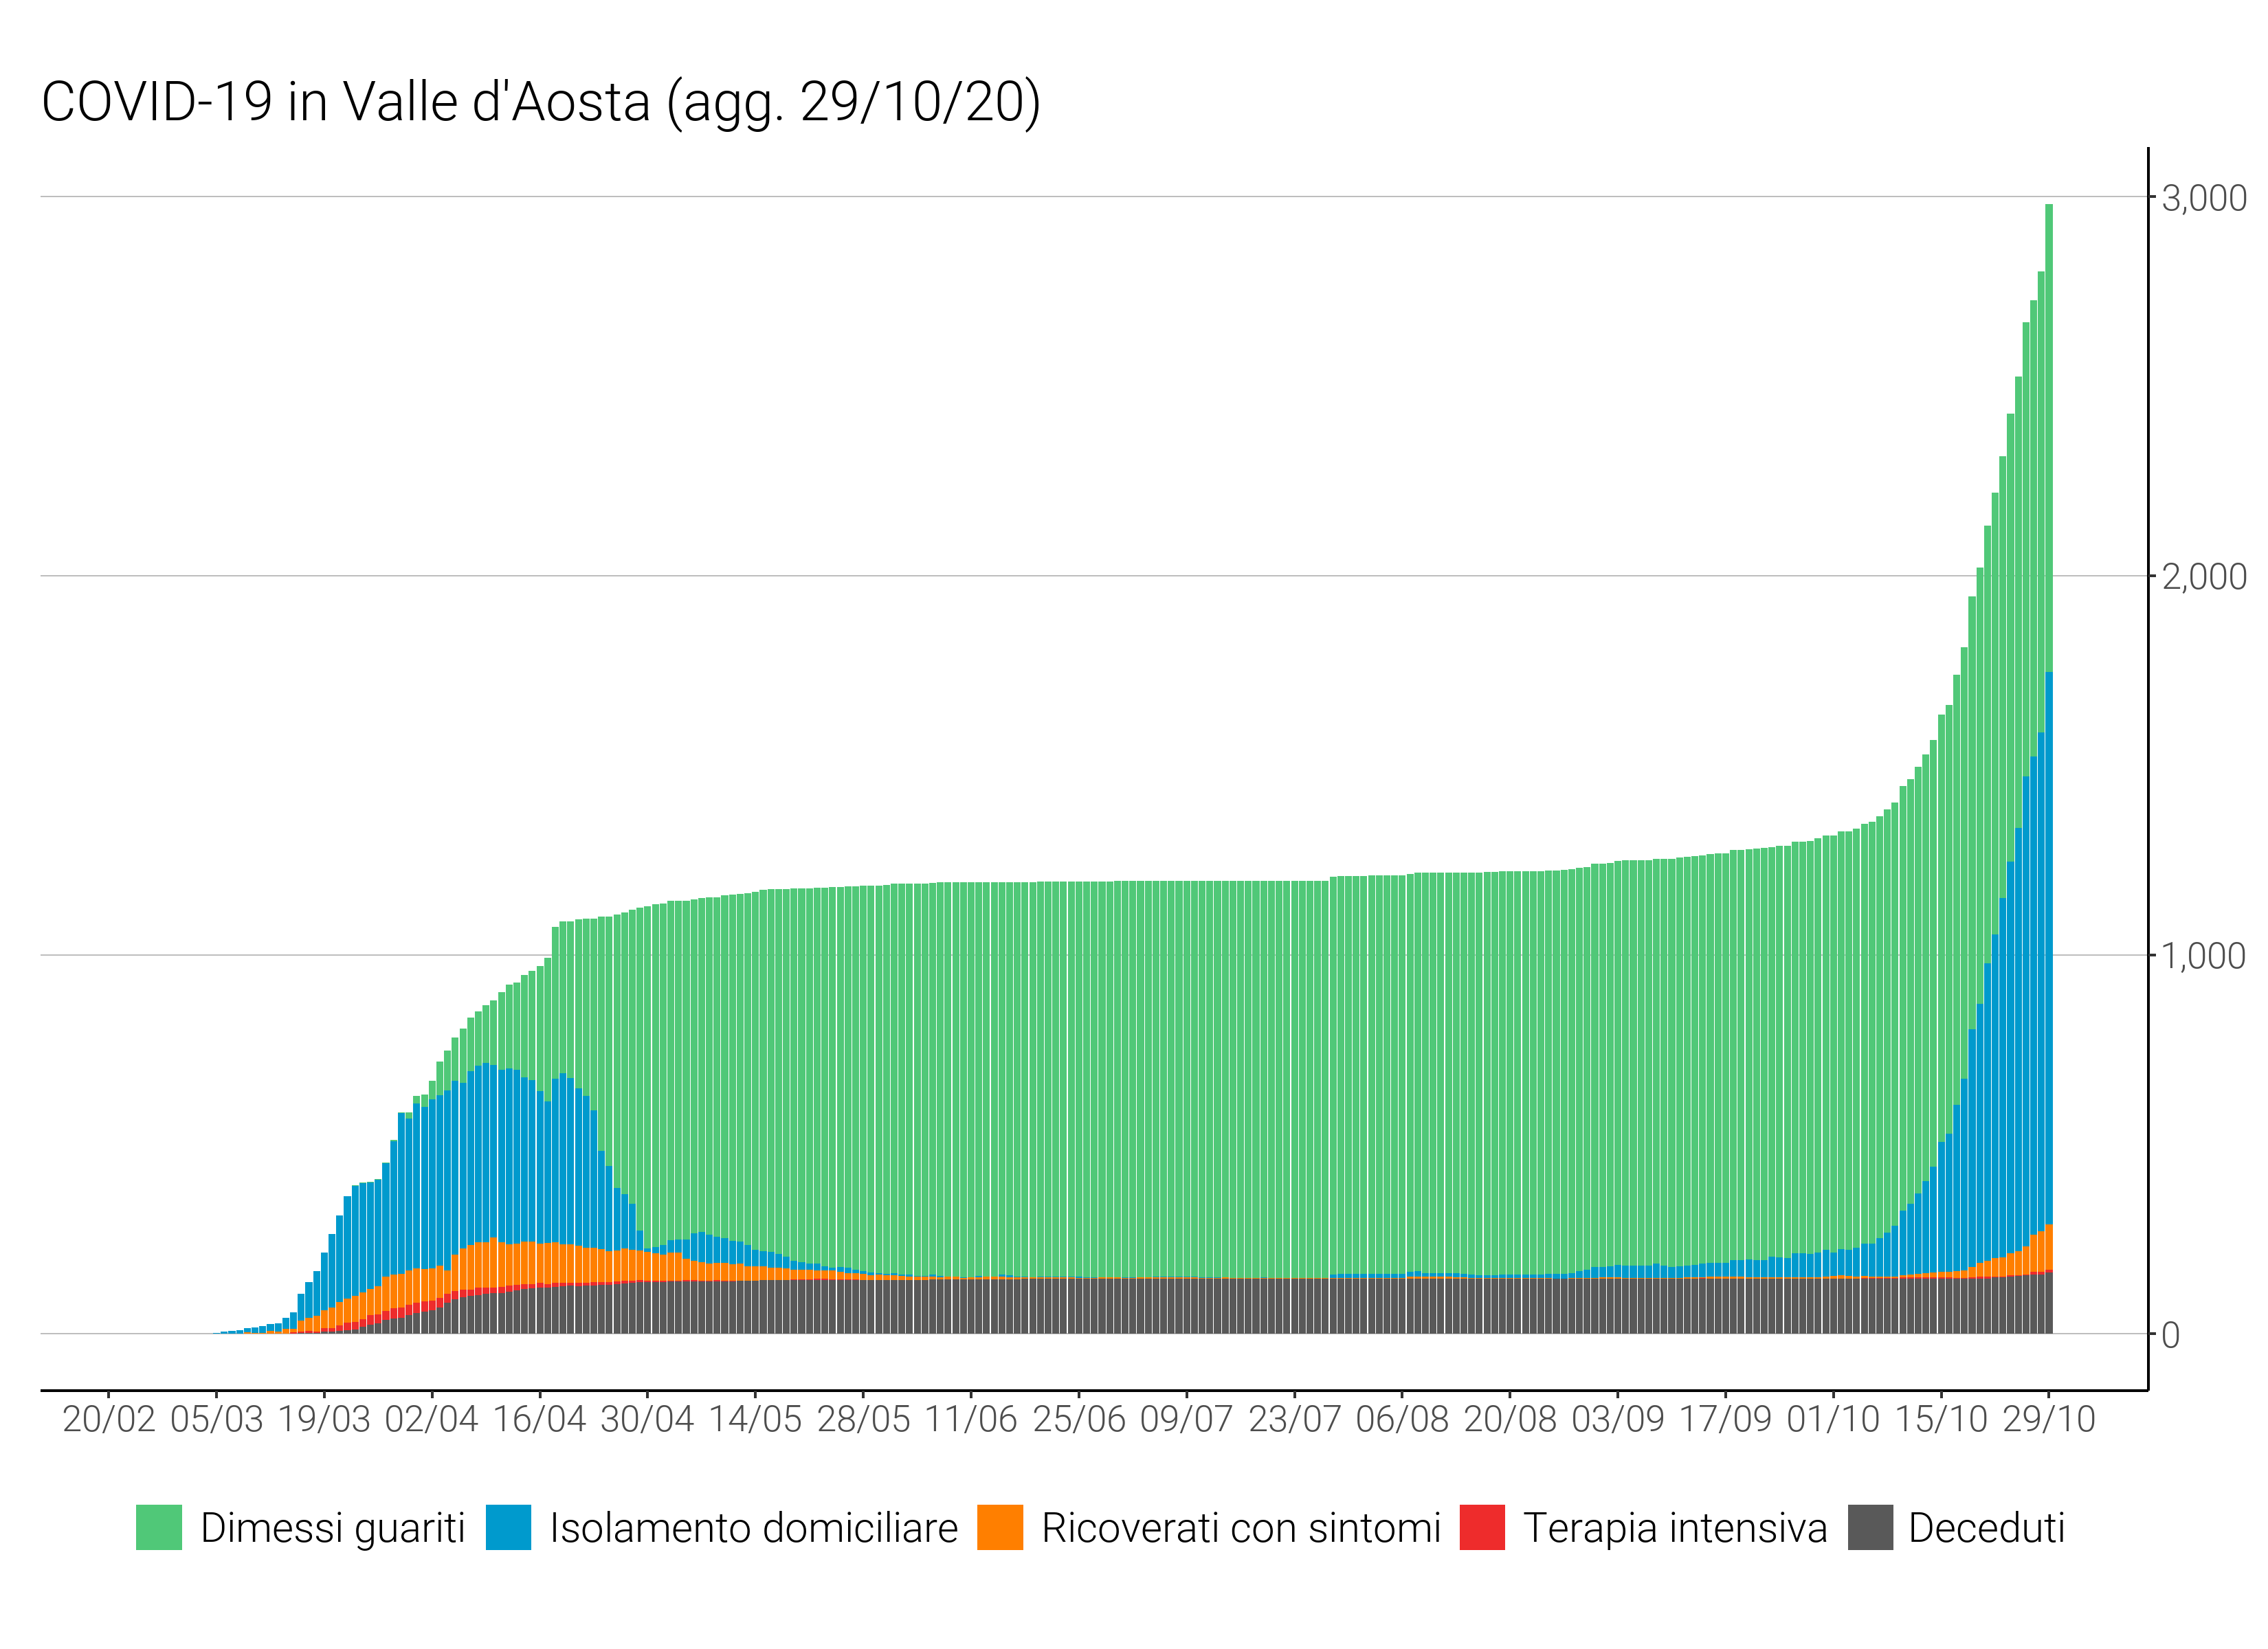 COVID-19 in Valle d'Aosta (agg. 29/10/20)
3,000
2,000
1,000
0
20/02 05/03 19/03 02/04 16/04 30/04 14/05 28/05 11/06 25/06 09/07 23/07 06/08 20/08 03/09 17/09 01/10 15/10 29/10
Dimessi guariti Isolamento domiciliare Ricoverati con sintomi Terapia intensiva Deceduti